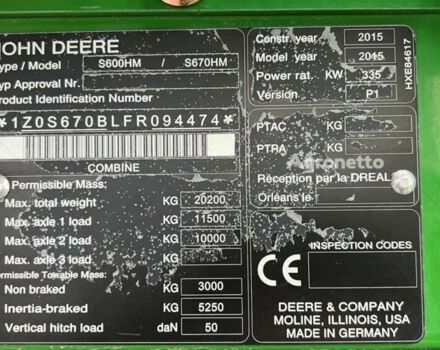 JOHN DEERE
Type / Model S600HM / S670HM
Typ Approval Nr.
Product Identification Number
*1Z0S670BLFR094474*
COMBINE
Permissible Mass:
Max. total weight KG 20200
Max. axle 1 load KG 11500
Max. axle 2 load KG 10000
Max. axle 3 load KG
Permissible Towable Mass:
Non braked KG 3000
Inertia-braked KG 5250
Vertical hitch load daN 50
Constr. year 2015
Model year 2015
Power rat. KW 335
Version P1
HXE84617
PTAC KG
PTRA KG
Agronetto
Réception par la DREAL
Orléans le
INSPECTION CODES
CE
DEERE & COMPANY
MOLINE, ILLINOIS, USA
MADE IN GERMANY